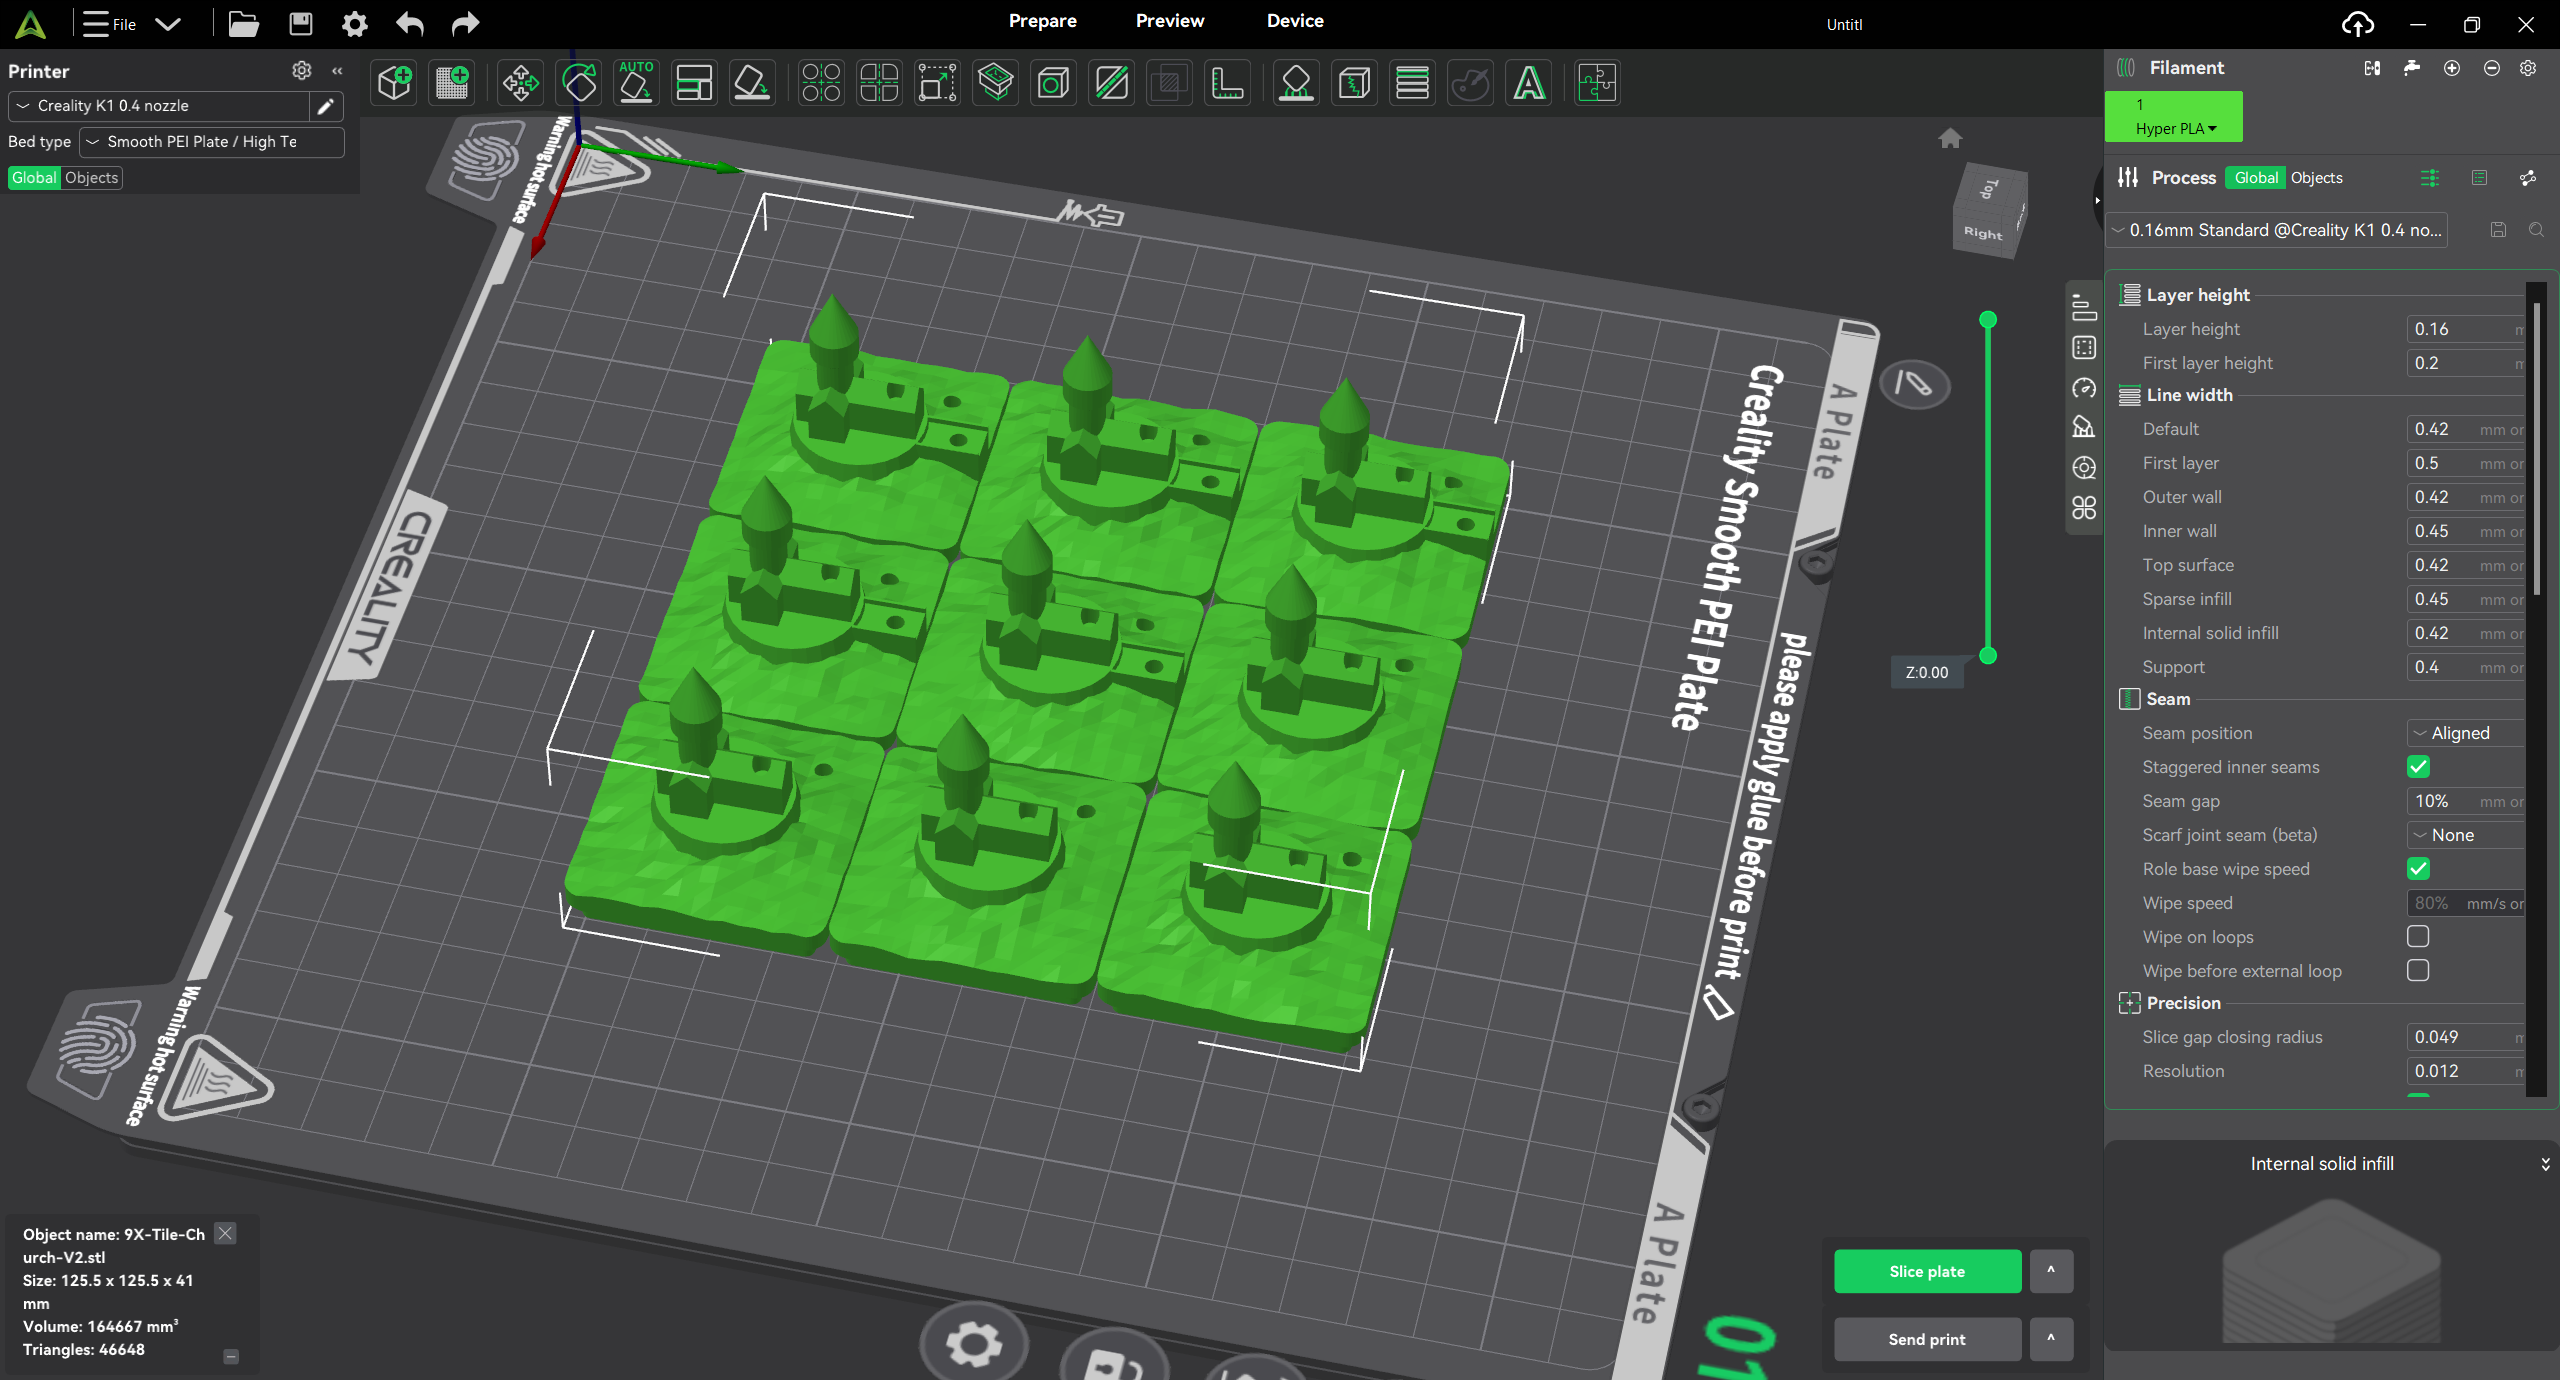 File
Prepare
Preview
Device
Untitl
Printer
Creality K1 0.4 nozzle
Bed type
Smooth PEI Plate / High Te
Global
Objects
AUTO
Filament
1
Hyper PLA
Process
Global
Objects
0.16mm Standard @Creality K1 0.4 no...
Layer height
Layer height 0.16 m
First layer height 0.2 m
Line width
Default 0.42 mm or
First layer 0.5 mm or
Outer wall 0.42 mm or
Inner wall 0.45 mm or
Top surface 0.42 mm or
Sparse infill 0.45 mm or
Internal solid infill 0.42 mm or
Support 0.4 mm or
Seam
Seam position Aligned
Staggered inner seams
Seam gap 10% mm or
Scarf joint seam (beta) None
Role base wipe speed
Wipe speed 80% mm/s or
Wipe on loops
Wipe before external loop
Precision
Slice gap closing radius 0.049 m
Resolution 0.012 m
Internal solid infill
Top
Right
Z:0.00
Warning hot surface
CREALITY
Warning hot surface
Creality Smooth PEI Plate
please apply glue before print
A Plate
A Plate
01
Object name: 9X-Tile-Ch
urch-V2.stl
Size: 125.5 x 125.5 x 41
mm
Volume: 164667 mm³
Triangles: 46648
Slice plate
Send print